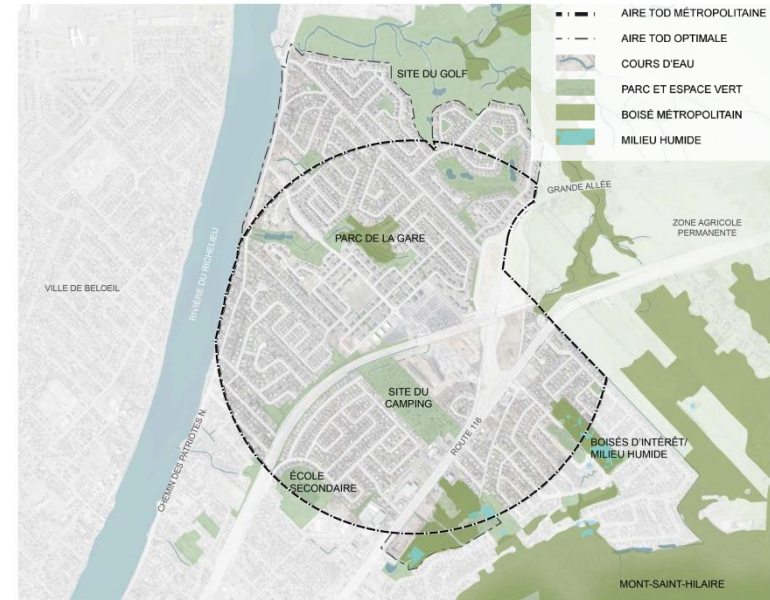 AIRE TOD MÉTROPOLITAINE
AIRE TOD OPTIMALE
COURS D'EAU
PARC ET ESPACE VERT
BOISÉ MÉTROPOLITAIN
MILIEU HUMIDE
SITE DU GOLF
GRANDE ALLÉE
ZONE AGRICOLE
PERMANENTE
PARC DE LA GARE
VILLE DE BELOEIL
RIVIÈRE DU RICHELIEU
SITE DU
CAMPING
CHEMIN DES PATRIOTES N.
ROUTE 116
BOISÉS D'INTÉRÊT/
MILIEU HUMIDE
ÉCOLE
SECONDAIRE
MONT-SAINT-HILAIRE